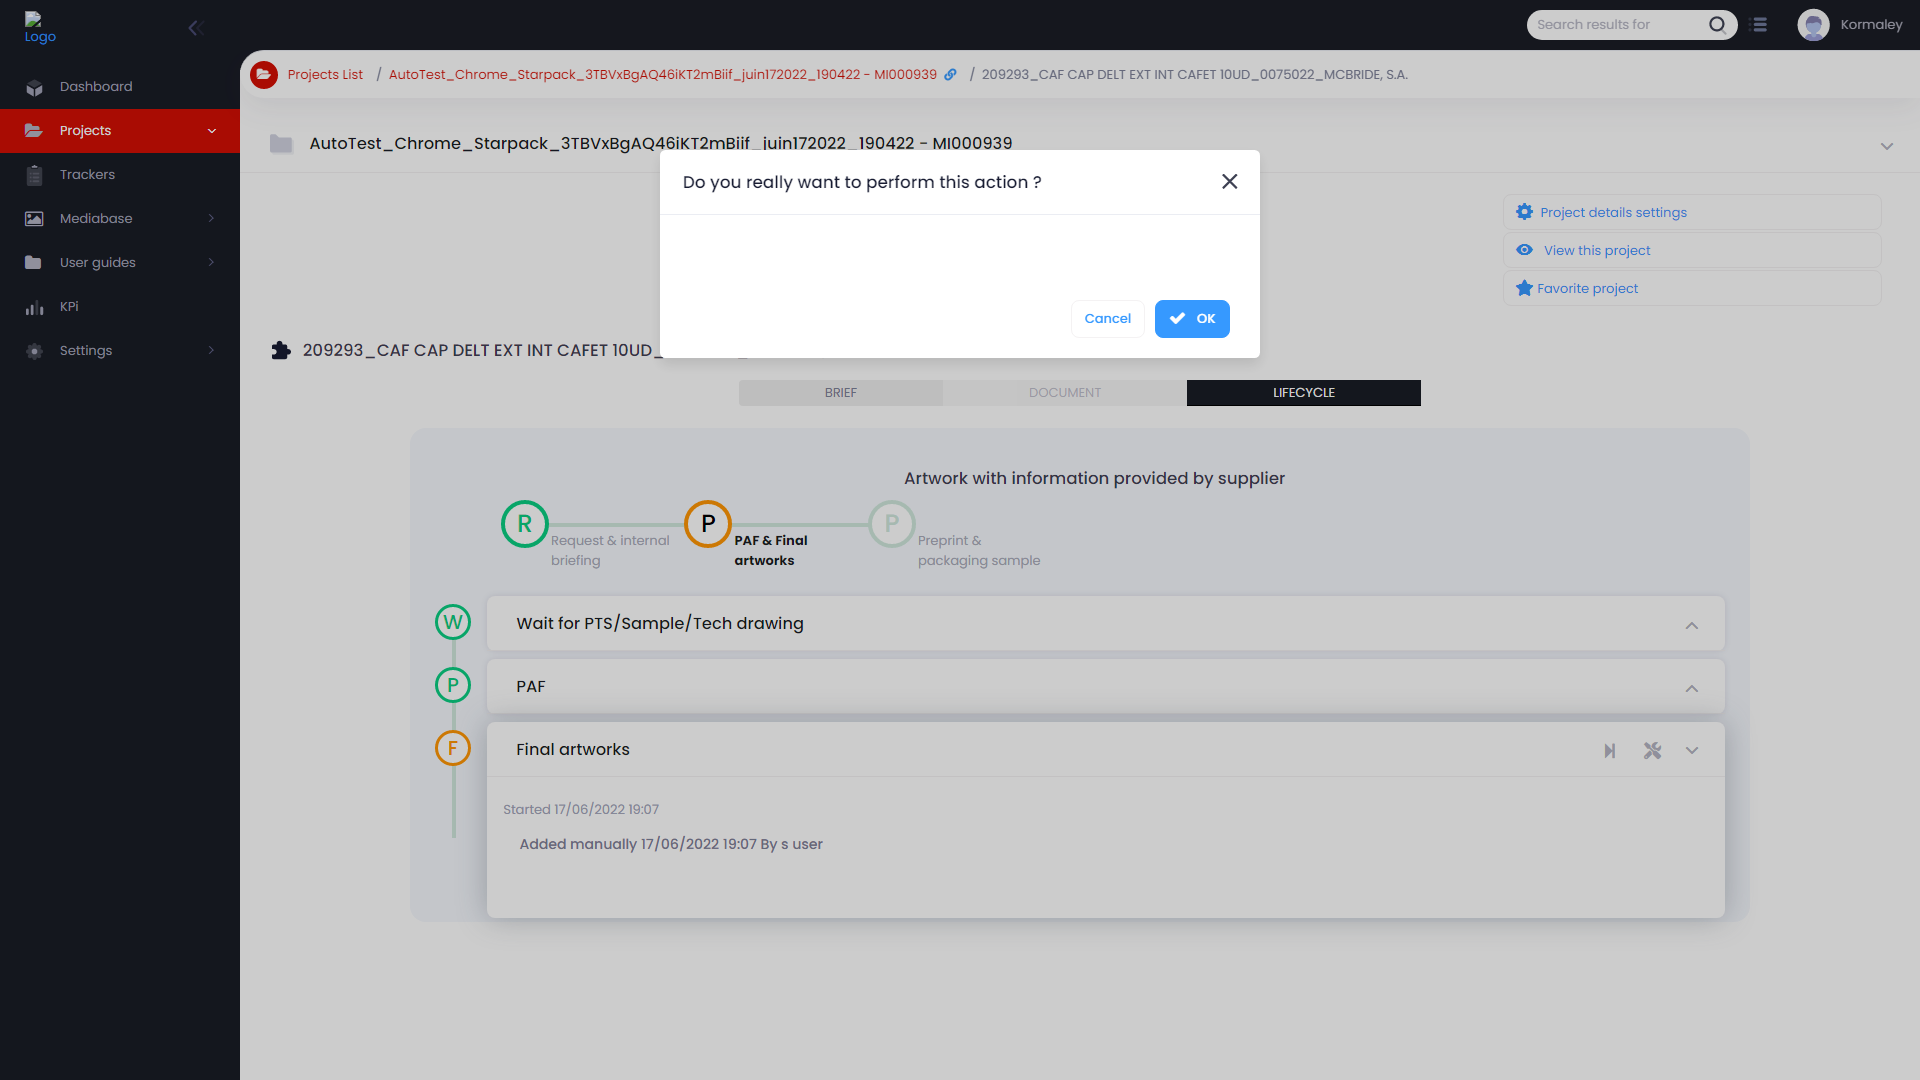 Logo
Search results for
Kormaley
Dashboard
Projects
Trackers
Mediabase
User guides
KPi
Settings
Projects List / AutoTest_Chrome_Starpack_3TBVxBgAQ46iKT2mBiif_juin172022_190422 - MI000939 / 209293_CAF CAP DELT EXT INT CAFET 10UD_0075022_MCBRIDE, S.A.
AutoTest_Chrome_Starpack_3TBVxBgAQ46iKT2mBiif_juin172022_190422 - MI000939
Do you really want to perform this action ?
Cancel
OK
Project details settings
View this project
Favorite project
209293_CAF CAP DELT EXT INT CAFET 10UD_
BRIEF
DOCUMENT
LIFECYCLE
Artwork with information provided by supplier
R
Request & internal
briefing
P
PAF & Final
artworks
P
Preprint &
packaging sample
W
Wait for PTS/Sample/Tech drawing
P
PAF
F
Final artworks
Started 17/06/2022 19:07
Added manually 17/06/2022 19:07 By s user